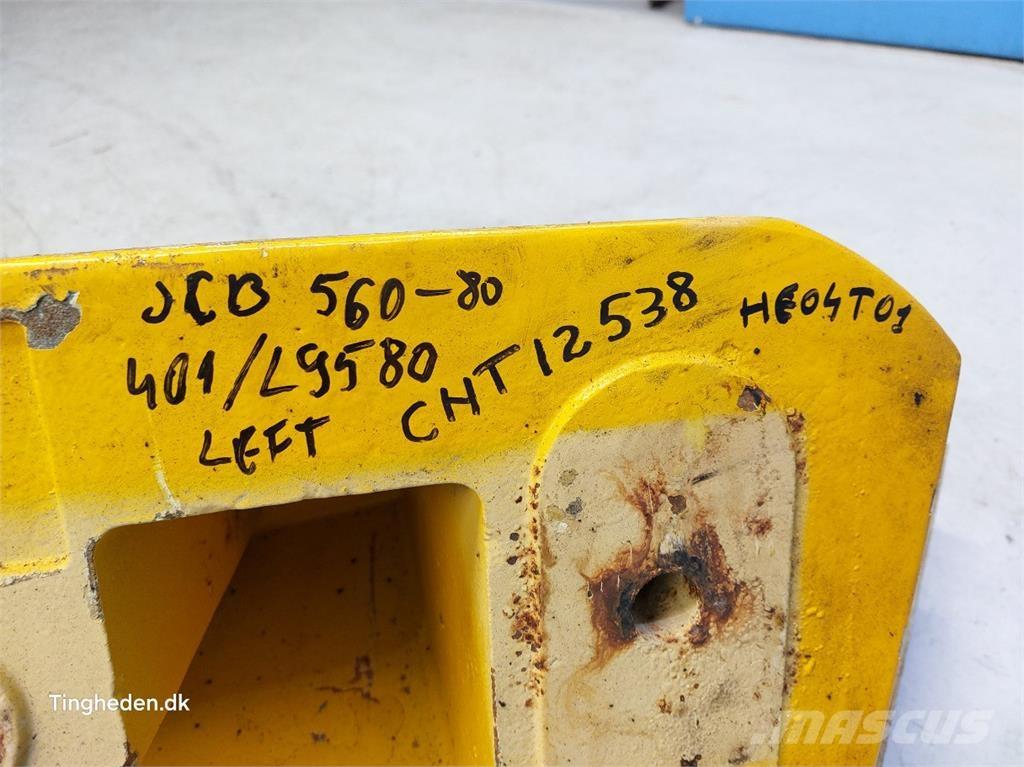 JCB 560-80
401/L9580
LEFT CHT12538 HE04T01
Tingheden.dk
MASCUS